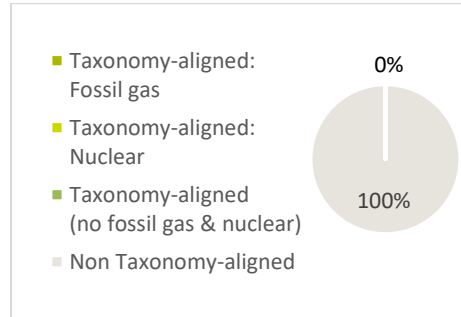 Taxonomy-aligned:
Fossil gas
Taxonomy-aligned:
Nuclear
Taxonomy-aligned
(no fossil gas & nuclear)
Non Taxonomy-aligned
0%
100%